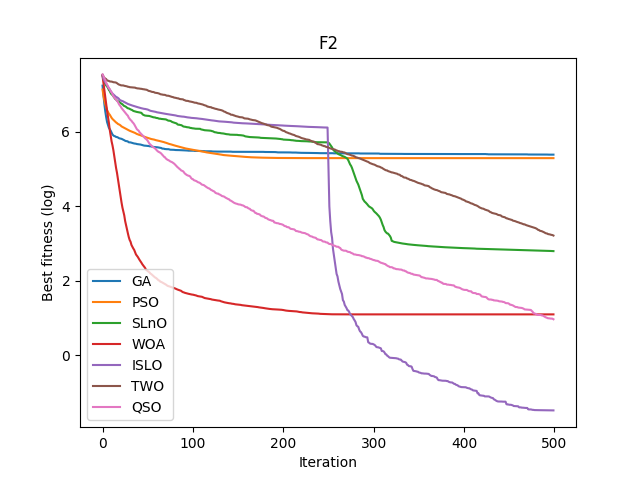 F2
Best fitness (log)
6
4
2
0
GA
PSO
SLnO
WOA
ISLO
TWO
QSO
0 100 200 300 400 500
Iteration